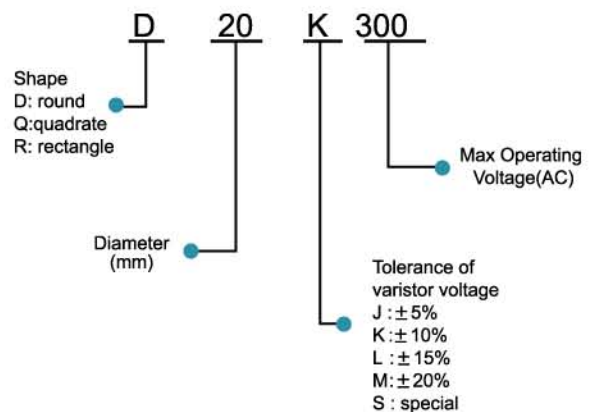 D 20 K 300
Shape
D: round
Q:quadrate
R: rectangle
Max Operating
Voltage(AC)
Diameter
(mm)
Tolerance of
varistor voltage
J :±5%
K:±10%
L :±15%
M:±20%
S : special